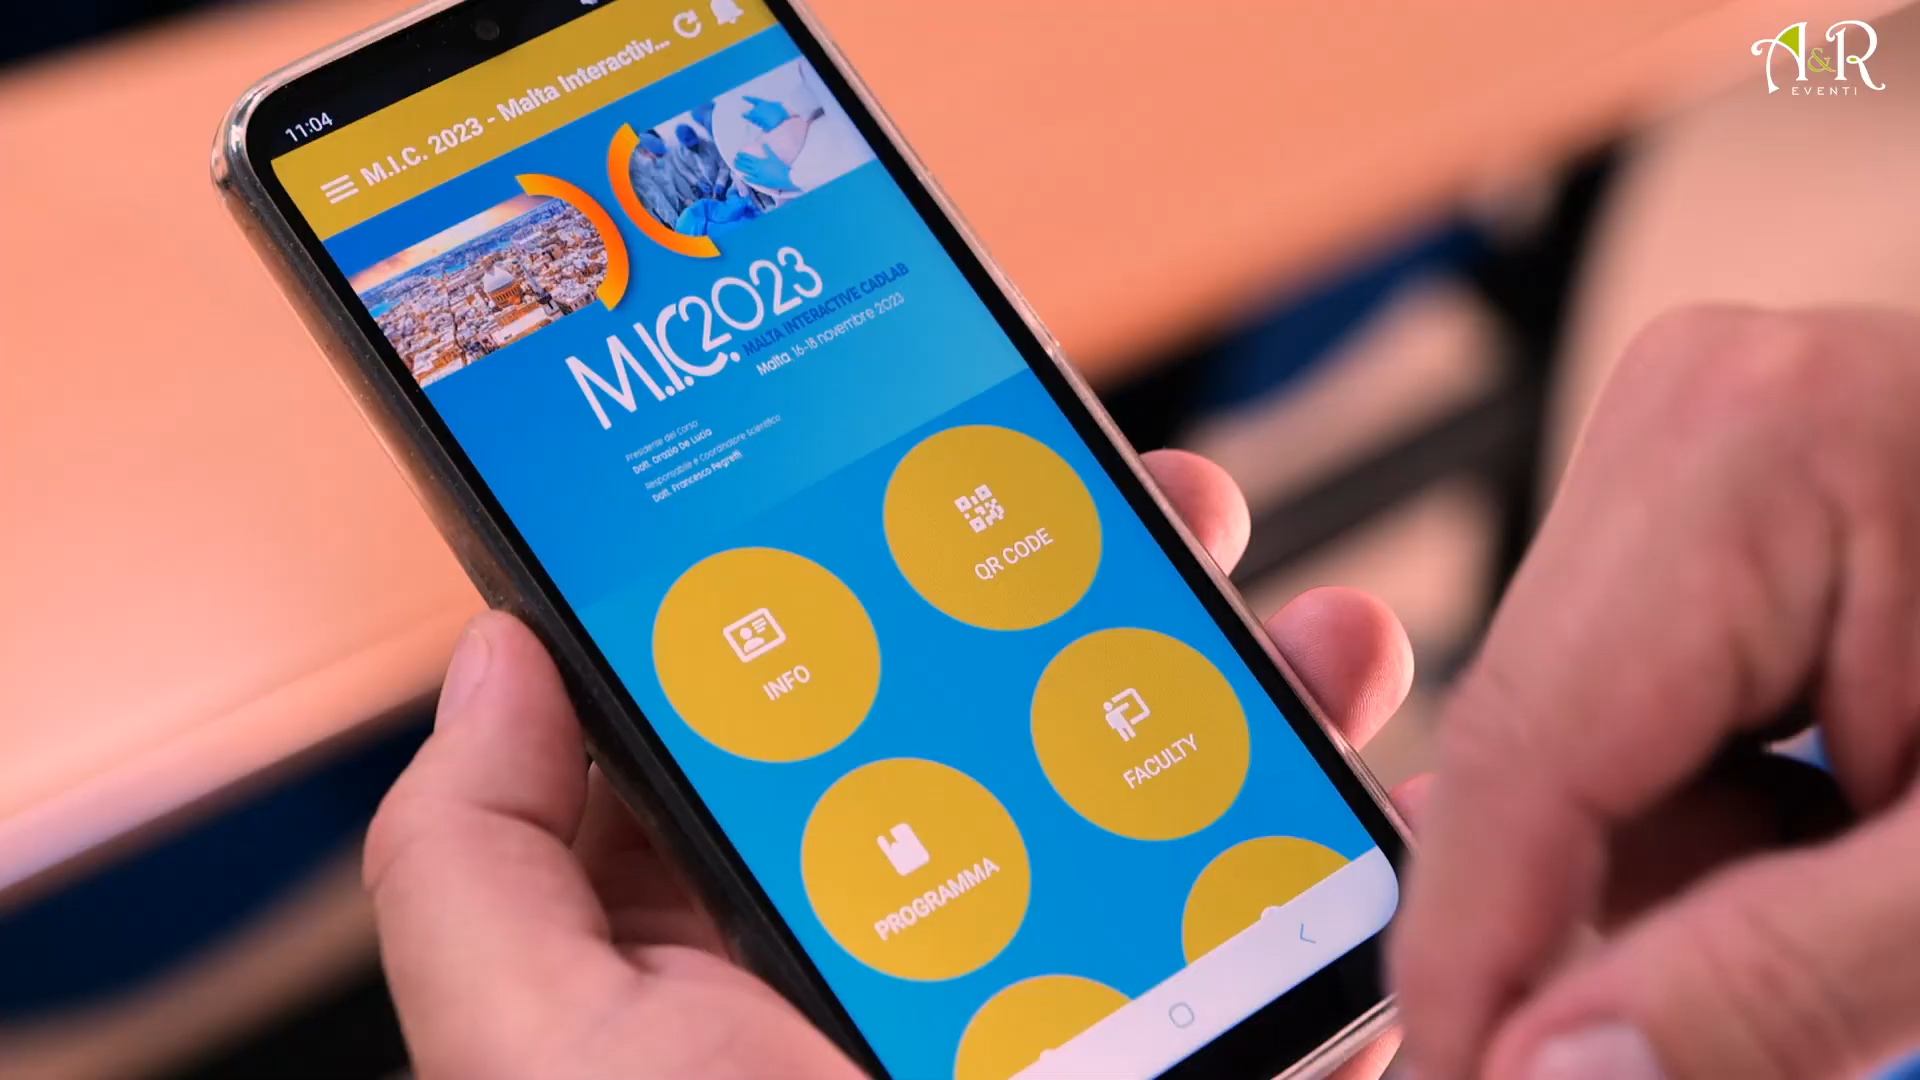 A&R
EVENTI
11:04
M.I.C. 2023 - Malta Interactiv...
M.I.C. 2023
MALTA INTERACTIVE CADLAB
Malta 16-18 novembre 2023
Presidente del Corso
Dott. Orazio De Lucia
Responsabile e Coordinatore Scientifico
Dott. Francesco Pegreffi
QR CODE
INFO
FACULTY
PROGRAMMA